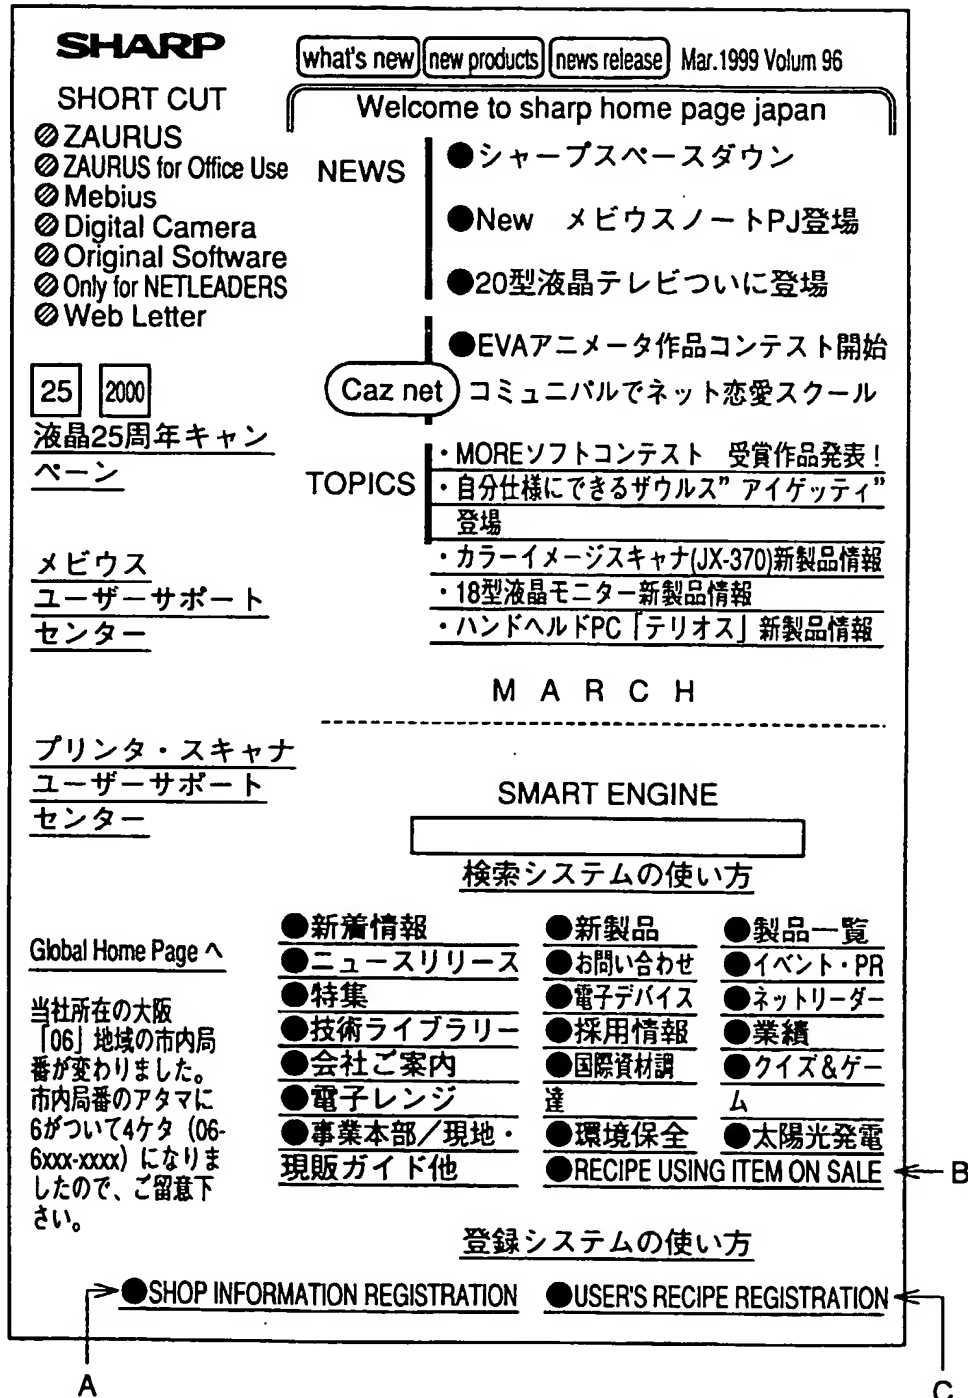 SHARP
what's new new products news release Mar.1999 Volum 96
Welcome to sharp home page japan
SHORT CUT
ZAURUS
ZAURUS for Office Use
Mebius
Digital Camera
Original Software
Only for NETLEADERS
Web Letter
25 2000
液晶25周年キャン
ペーン
メビウス
ユーザーサポート
センター
プリンタ・スキャナ
ユーザーサポート
センター
Global Home Page へ
当社所在の大阪
「06」地域の市内局
番が変わりました。
市内局番のアタマに
6がついて4ケタ（06-
6xxx-xxxx）になりま
したので、ご留意下
さい。
NEWS
●シャープスペースダウン
●New メビウスノートPJ登場
●20型液晶テレビついに登場
●EVAアニメータ作品コンテスト開始
Caz net コミュニパルでネット恋愛スクール
TOPICS
・MOREソフトコンテスト 受賞作品発表！
・自分仕様にできるザウルス”アイゲッティ”
登場
・カラーイメージスキャナ(JX-370)新製品情報
・18型液晶モニター新製品情報
・ハンドヘルドPC「テリオス」新製品情報
MARCH
SMART ENGINE
検索システムの使い方
●新着情報 ●新製品 ●製品一覧
●ニュースリリース ●お問い合わせ ●イベント・PR
●特集 ●電子デバイス ●ネットリーダー
●技術ライブラリー ●採用情報 ●業績
●会社ご案内 ●国際資材調 ●クイズ&ゲー
●電子レンジ 達 ム
●事業本部／現地・ ●環境保全 ●太陽光発電
現販ガイド他 ●RECIPE USING ITEM ON SALE B
登録システムの使い方
●SHOP INFORMATION REGISTRATION ●USER'S RECIPE REGISTRATION
A C